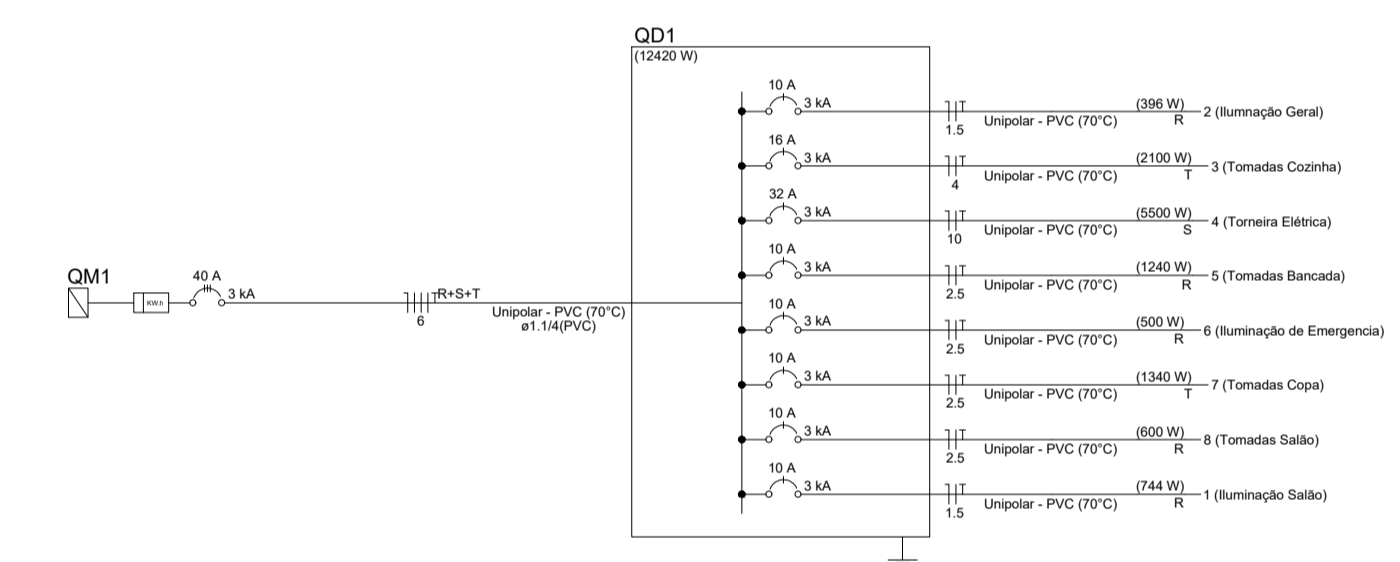 QD1
(12420 W)
10 A
3 kA
1.5
T
Unipolar - PVC (70°C)
(396 W)
R
2 (Ilumnação Geral)
16 A
3 kA
4
T
Unipolar - PVC (70°C)
(2100 W)
T
3 (Tomadas Cozinha)
32 A
3 kA
10
T
Unipolar - PVC (70°C)
(5500 W)
S
4 (Torneira Elétrica)
10 A
3 kA
2.5
T
Unipolar - PVC (70°C)
(1240 W)
R
5 (Tomadas Bancada)
QM1
KW.h
40 A
3 kA
T
R+S+T
6
Unipolar - PVC (70°C)
ø1.1/4(PVC)
10 A
3 kA
2.5
T
Unipolar - PVC (70°C)
(500 W)
R
6 (Iluminação de Emergencia)
10 A
3 kA
2.5
T
Unipolar - PVC (70°C)
(1340 W)
T
7 (Tomadas Copa)
10 A
3 kA
2.5
T
Unipolar - PVC (70°C)
(600 W)
R
8 (Tomadas Salão)
10 A
3 kA
1.5
T
Unipolar - PVC (70°C)
(744 W)
R
1 (Iluminação Salão)